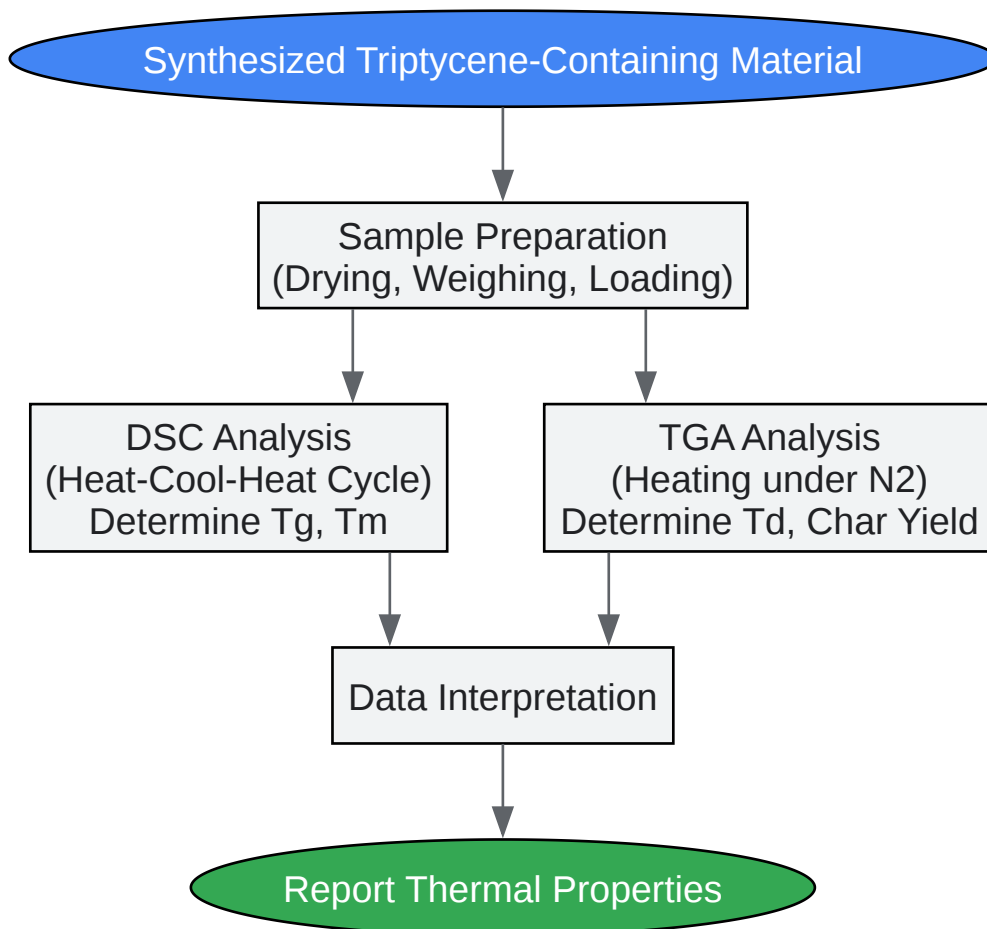 Synthesized Triptycene-Containing Material
Sample Preparation
(Drying, Weighing, Loading)
DSC Analysis
(Heat-Cool-Heat Cycle)
Determine Tg, Tm
TGA Analysis
(Heating under N2)
Determine Td, Char Yield
Data Interpretation
Report Thermal Properties